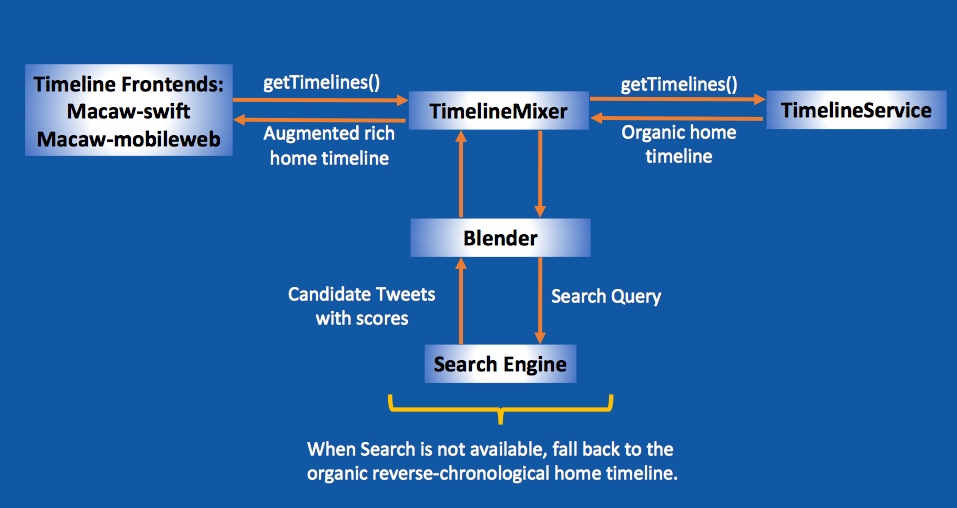 Timeline Frontends:
Macaw-swift
Macaw-mobileweb
getTimelines()
Augmented rich
home timeline
TimelineMixer
getTimelines()
Organic home
timeline
TimelineService
Blender
Candidate Tweets
with scores
Search Query
Search Engine
When Search is not available, fall back to the
organic reverse-chronological home timeline.